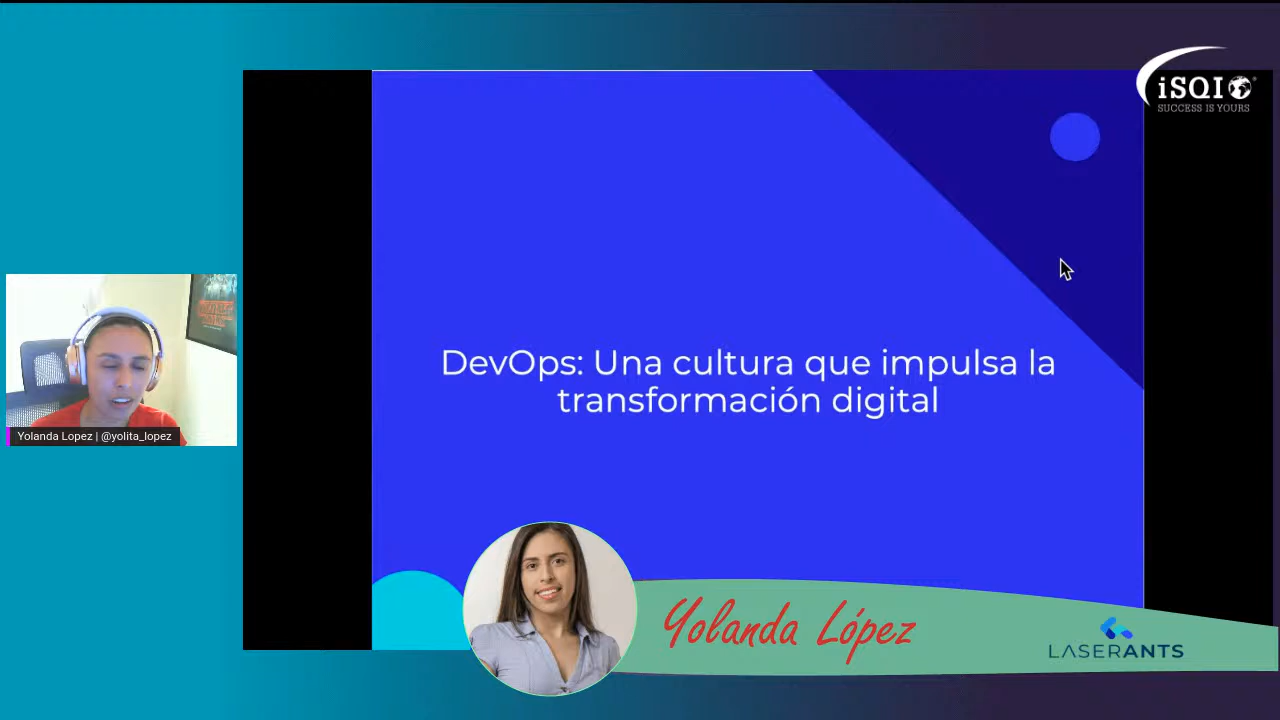 iSQI
SUCCESS IS YOURS
DevOps: Una cultura que impulsa la
transformación digital
Yolanda Lopez | @yolita_lopez
Yolanda López
LASERANTS